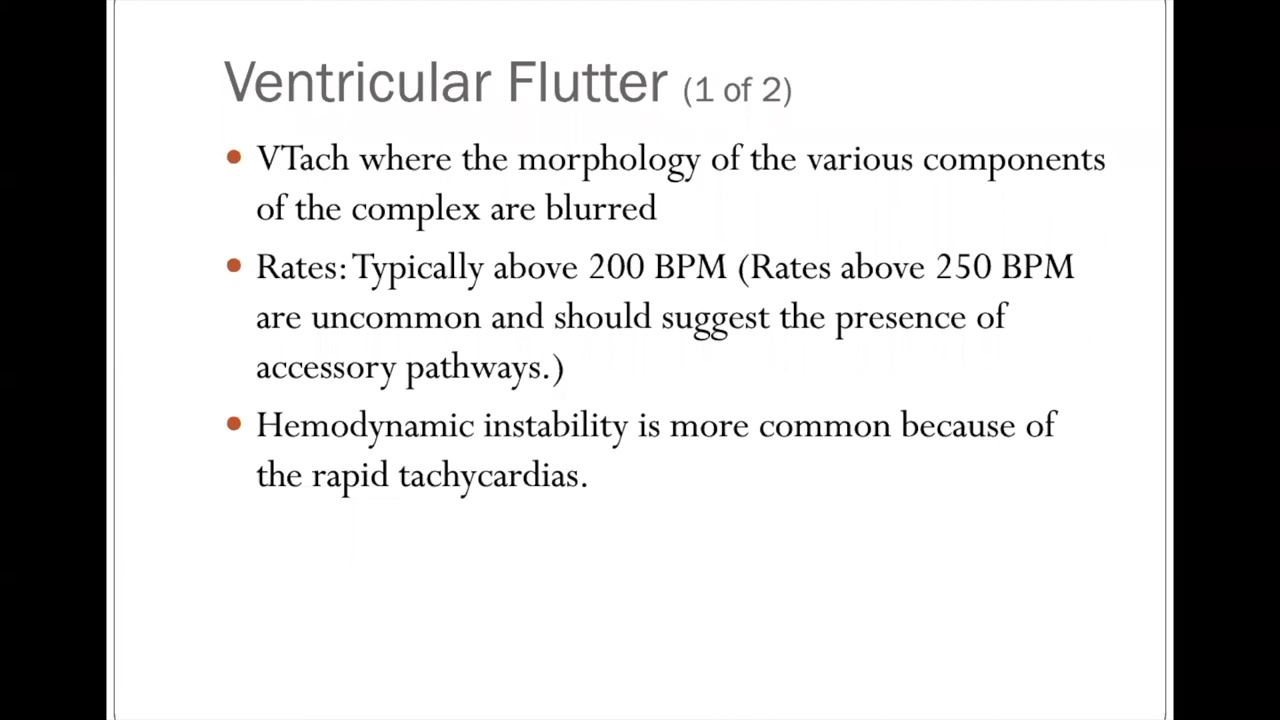 Ventricular Flutter (1 of 2)
• VTach where the morphology of the various components
of the complex are blurred
• Rates: Typically above 200 BPM (Rates above 250 BPM
are uncommon and should suggest the presence of
accessory pathways.)
• Hemodynamic instability is more common because of
the rapid tachycardias.